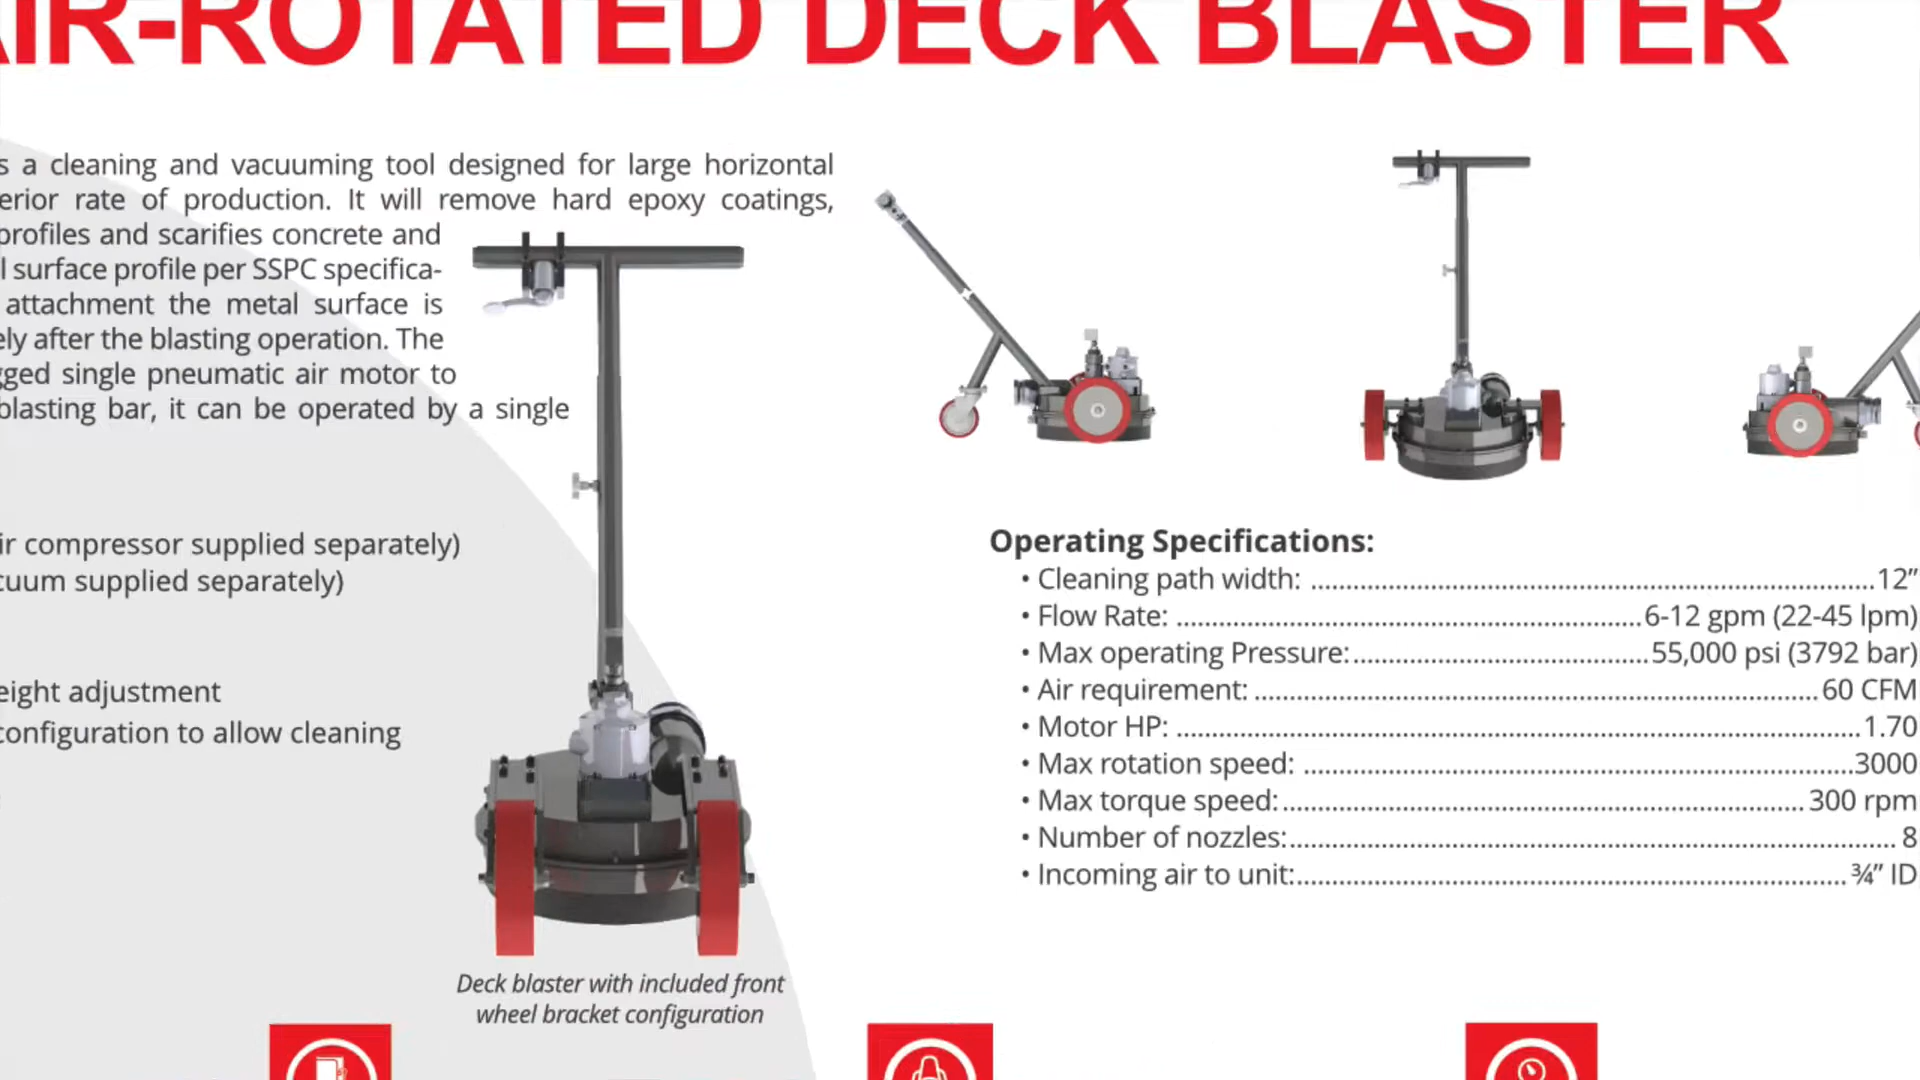 AIR-ROTATED DECK BLASTER
s a cleaning and vacuuming tool designed for large horizontal
erior rate of production. It will remove hard epoxy coatings,
profiles and scarifies concrete and
l surface profile per SSPC specifica-
attachment the metal surface is
ely after the blasting operation. The
gged single pneumatic air motor to
blasting bar, it can be operated by a single
ir compressor supplied separately)
cuum supplied separately)
eight adjustment
configuration to allow cleaning
Deck blaster with included front
wheel bracket configuration
Operating Specifications:
• Cleaning path width: ........ 12”
• Flow Rate: ........ 6-12 gpm (22-45 lpm)
• Max operating Pressure: ........ 55,000 psi (3792 bar)
• Air requirement: ........ 60 CFM
• Motor HP: ........ 1.70
• Max rotation speed: ........ 3000
• Max torque speed: ........ 300 rpm
• Number of nozzles: ........ 8
• Incoming air to unit: ........ ¾” ID